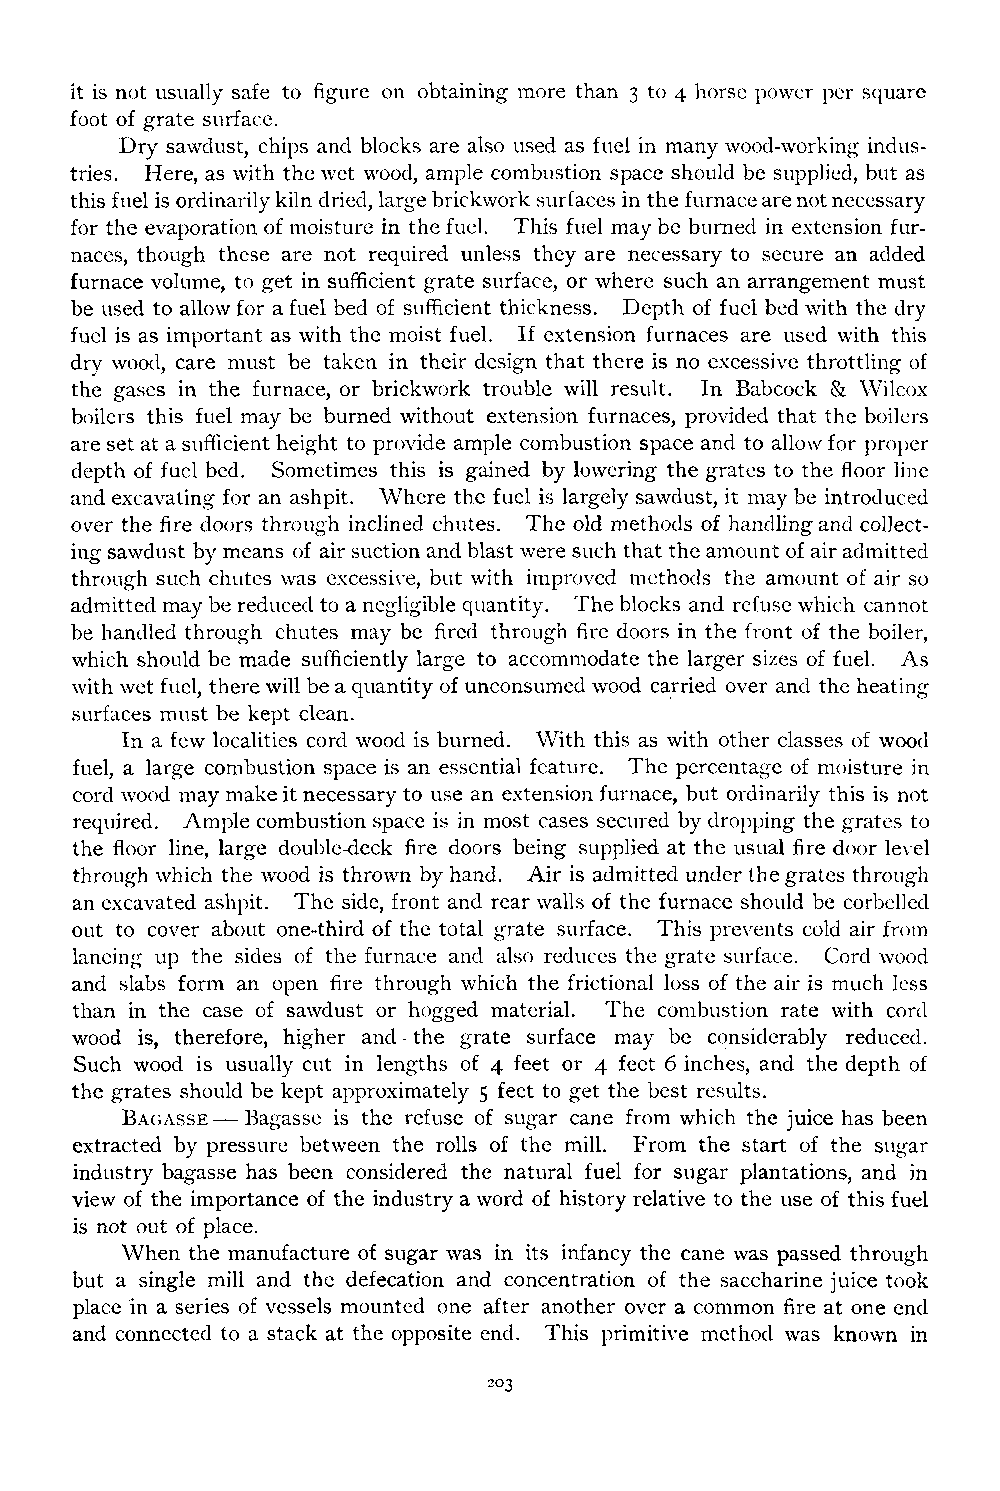 it is not usually safe to figure on obtaining more than 3 to 4 horse power per square
foot of grate surface.
Dry sawdust, chips and blocks are also used as fuel in many wood-working indus-
tries. Here, as with the wet wood, ample combustion space should be supplied, but as
this fuel is ordinarily kiln dried, large brickwork surfaces in the furnace are not necessary
for the evaporation of moisture in the fuel. This fuel may be burned in extension fur-
naces, though these are not required unless they are necessary to secure an added
furnace volume, to get in sufficient grate surface, or where such an arrangement must
be used to allow for a fuel bed of sufficient thickness. Depth of fuel bed with the dry
fuel is as important as with the moist fuel. If extension furnaces are used with this
dry wood, care must be taken in their design that there is no excessive throttling of
the gases in the furnace, or brickwork trouble will result. In Babcock & Wilcox
boilers this fuel may be burned without extension furnaces, provided that the boilers
are set at a sufficient height to provide ample combustion space and to allow for proper
depth of fuel bed. Sometimes this is gained by lowering the grates to the floor line
and excavating for an ashpit. Where the fuel is largely sawdust, it may be introduced
over the fire doors through inclined chutes. The old methods of handling and collect-
ing sawdust by means of air suction and blast were such that the amount of air admitted
through such chutes was excessive, but with improved methods the amount of air so
admitted may be reduced to a negligible quantity. The blocks and refuse which cannot
be handled through chutes may be fired through fire doors in the front of the boiler,
which should be made sufficiently large to accommodate the larger sizes of fuel. As
with wet fuel, there will be a quantity of unconsumed wood carried over and the heating
surfaces must be kept clean.
In a few localities cord wood is burned. With this as with other classes of wood
fuel, a large combustion space is an essential feature. The percentage of moisture in
cord wood may make it necessary to use an extension furnace, but ordinarily this is not
required. Ample combustion space is in most cases secured by dropping the grates to
the floor line, large double-deck fire doors being supplied at the usual fire door level
through which the wood is thrown by hand. Air is admitted under the grates through
an excavated ashpit. The side, front and rear walls of the furnace should be corbelled
out to cover about one-third of the total grate surface. This prevents cold air from
lancing up the sides of the furnace and also reduces the grate surface. Cord wood
and slabs form an open fire through which the frictional loss of the air is much less
than in the case of sawdust or hogged material. The combustion rate with cord
wood is, therefore, higher and the grate surface may be considerably reduced.
Such wood is usually cut in lengths of 4 feet or 4 feet 6 inches, and the depth of
the grates should be kept approximately 5 feet to get the best results.
BAGASSE — Bagasse is the refuse of sugar cane from which the juice has been
extracted by pressure between the rolls of the mill. From the start of the sugar
industry bagasse has been considered the natural fuel for sugar plantations, and in
view of the importance of the industry a word of history relative to the use of this fuel
is not out of place.
When the manufacture of sugar was in its infancy the cane was passed through
but a single mill and the defecation and concentration of the saccharine juice took
place in a series of vessels mounted one after another over a common fire at one end
and connected to a stack at the opposite end. This primitive method was known in
203